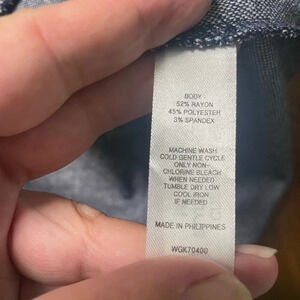 BODY
52% RAYON
45% POLYESTER
3% SPANDEX
MACHINE WASH
COLD GENTLE CYCLE
ONLY NON-
CHLORINE BLEACH
WHEN NEEDED
TUMBLE DRY LOW
COOL IRON
IF NEEDED
MADE IN PHILIPPINES
WGK70400